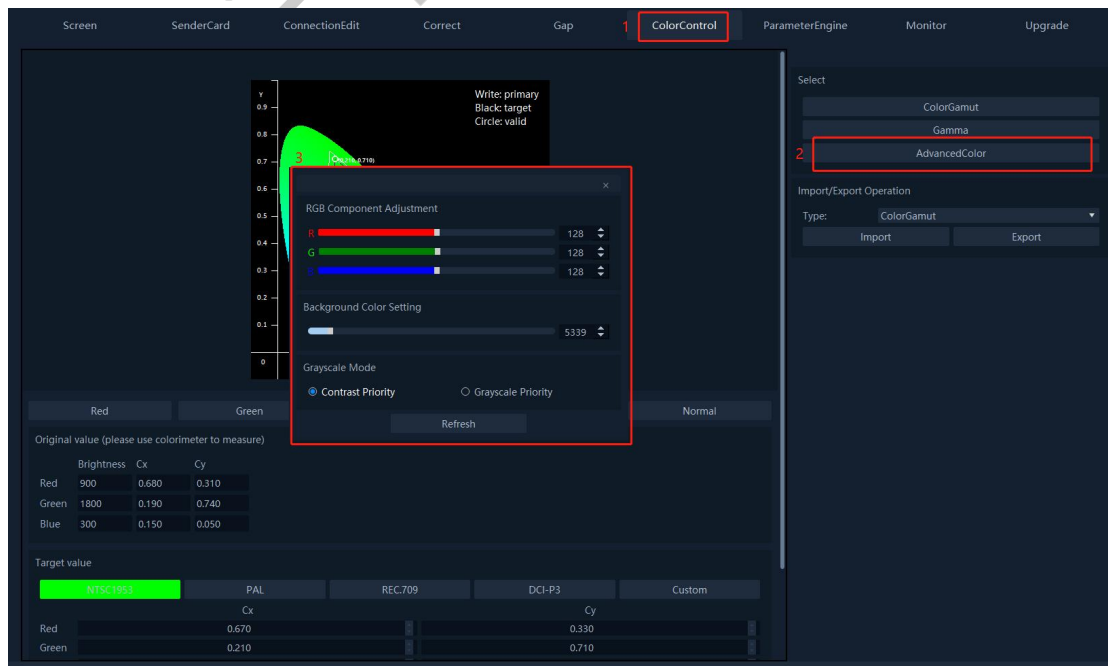 Screen SenderCard ConnectionEdit Correct Gap 1 ColorControl ParameterEngine Monitor Upgrade
Y
0.9
0.8
0.7
0.6
0.5
0.4
0.3
0.2
0.1
0
Write: primary
Black: target
Circle: valid
(0.210, 0.710)
3
×
RGB Component Adjustment
R 128
G 128
128
Background Color Setting
5339
Grayscale Mode
Contrast Priority Grayscale Priority
Refresh
Select
ColorGamut
Gamma
2 AdvancedColor
Import/Export Operation
Type: ColorGamut
Import Export
Red Green Normal
Original value (please use colorimeter to measure)
Brightness Cx Cy
Red 900 0.680 0.310
Green 1800 0.190 0.740
Blue 300 0.150 0.050
Target value
NTSC1953 PAL REC.709 DCI-P3 Custom
Cx Cy
Red 0.670 0.330
Green 0.210 0.710